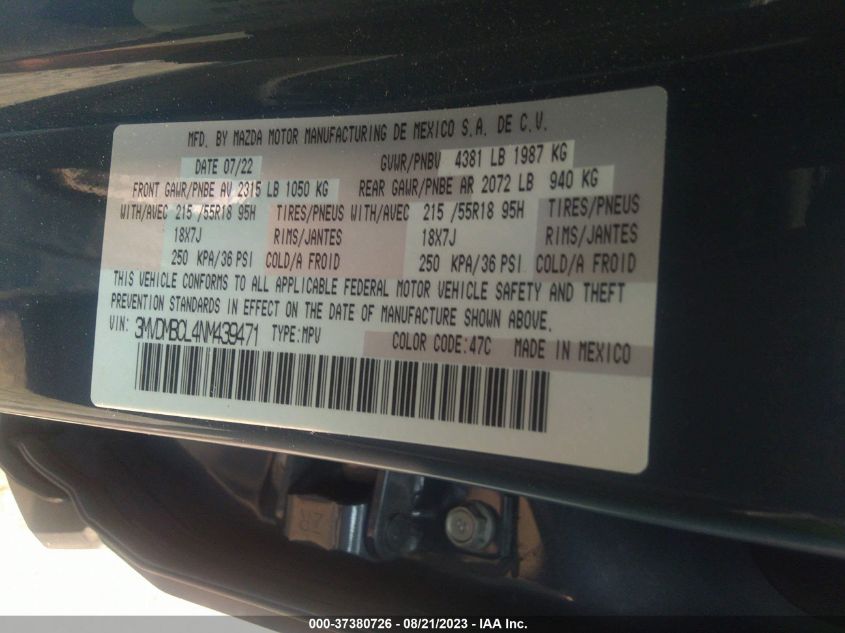 MFD. BY MAZDA MOTOR MANUFACTURING DE MEXICO S.A. DE C.V.
DATE 07/22 GVWR/PNBV 4381 LB 1987 KG
FRONT GAWR/PNBE AV 2315 LB 1050 KG REAR GAWR/PNBE AR 2072 LB 940 KG
WITH/AVEC 215 /55R18 95H TIRES/PNEUS WITH/AVEC 215 /55R18 95H TIRES/PNEUS
18X7J RIMS/JANTES 18X7J RIMS/JANTES
250 KPA/36 PSI COLD/A FROID 250 KPA/36 PSI COLD/A FROID
THIS VEHICLE CONFORMS TO ALL APPLICABLE FEDERAL MOTOR VEHICLE SAFETY AND THEFT
PREVENTION STANDARDS IN EFFECT ON THE DATE OF MANUFACTURE SHOWN ABOVE.
VIN: 3MVDMBCL4NM439471 TYPE:MPV COLOR CODE:47C MADE IN MEXICO
ZR
000-37380726 - 08/21/2023 - IAA Inc.